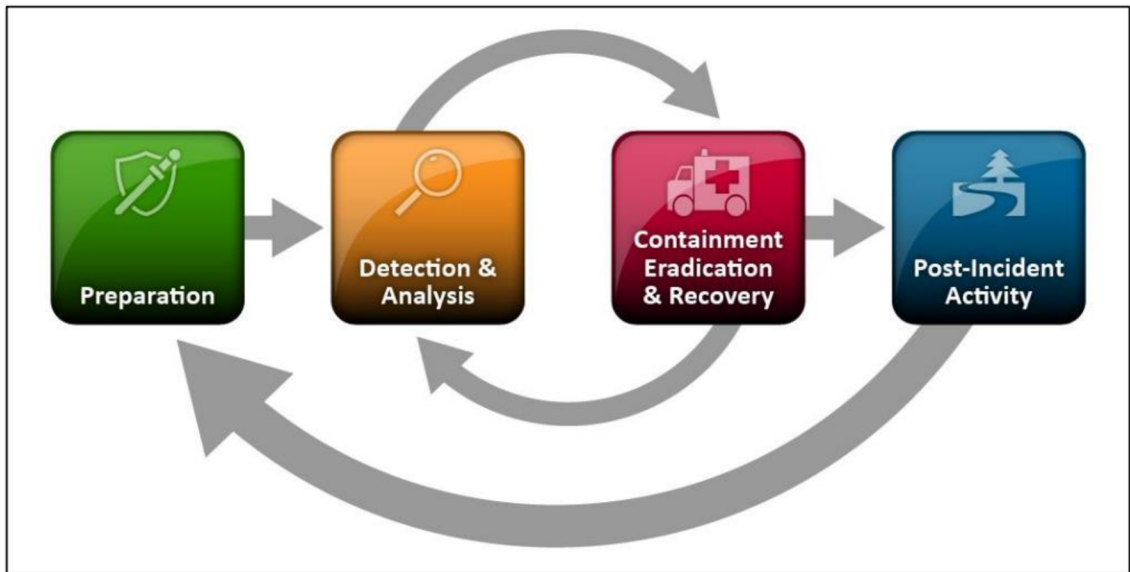 Preparation
Detection &
Analysis
Containment
Eradication
& Recovery
Post-Incident
Activity